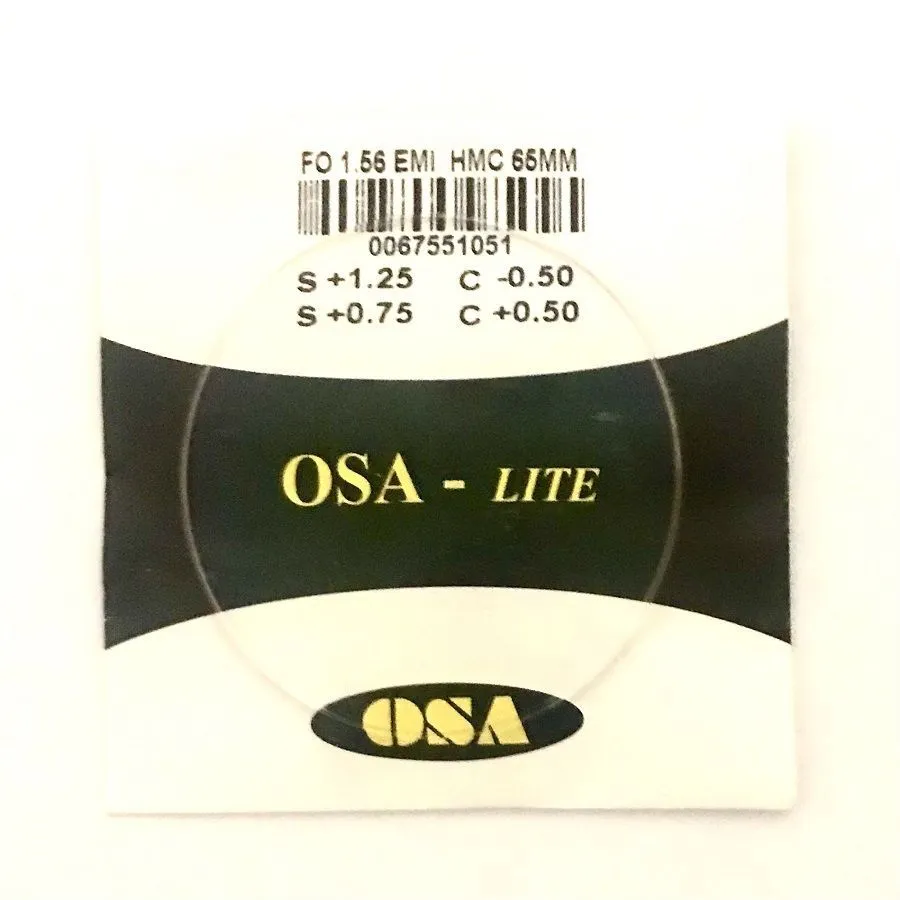 FO 1.56 EMI HMC 65MM
0067551051
S +1.25 C -0.50
S +0.75 C +0.50
OSA - LITE
OSA